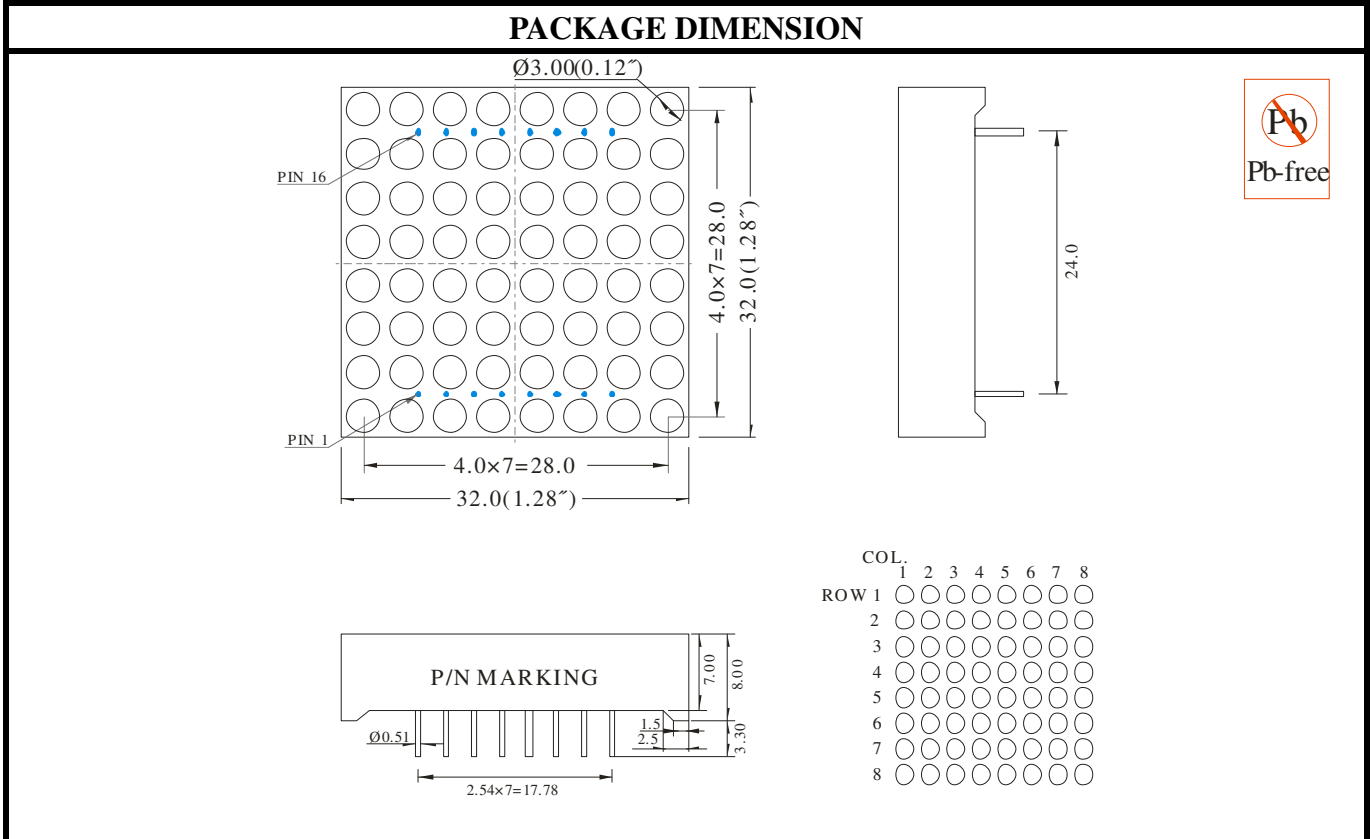 PACKAGE DIMENSION
Ø3.00(0.12″)
Pb
Pb-free
PIN 16
4.0×7=28.0
32.0(1.28″)
24.0
PIN 1
4.0×7=28.0
32.0(1.28″)
COL.
1 2 3 4 5 6 7 8
ROW 1
2
3
4
5
6
7
8
P/N MARKING
7.00
8.00
Ø0.51
1.5
2.5
3.30
2.54×7=17.78